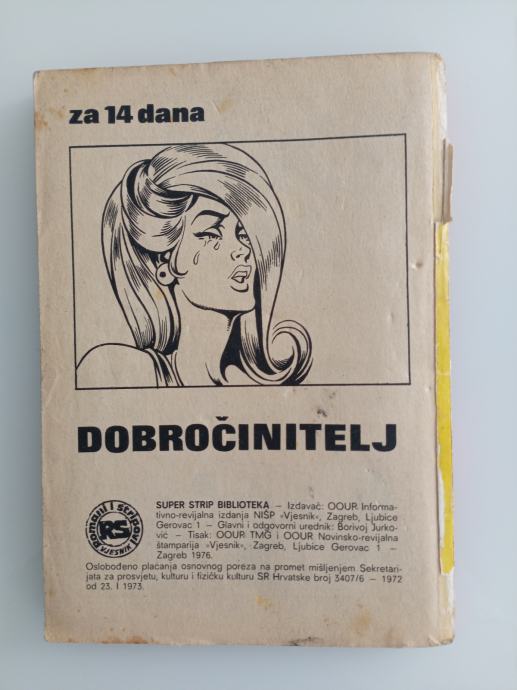 za 14 dana
DOBROČINITELJ
romani i stripovi
RS
VJESNIK
SUPER STRIP BIBLIOTEKA – Izdavač: OOUR Informa-
tivno-revijalna izdanja NIŠP »Vjesnik«, Zagreb, Ljubice
Gerovac 1 – Glavni i odgovorni urednik: Borivoj Jurko-
vić – Tisak: OOUR TMG i OOUR Novinsko-revijalna
štamparija »Vjesnik«, Zagreb, Ljubice Gerovac 1 –
Zagreb 1976.
Oslobođeno plaćanja osnovnog poreza na promet mišljenjem Sekretari-
jata za prosvjetu, kulturu i fizičku kulturu SR Hrvatske broj 3407/6 – 1972
od 23. I 1973.